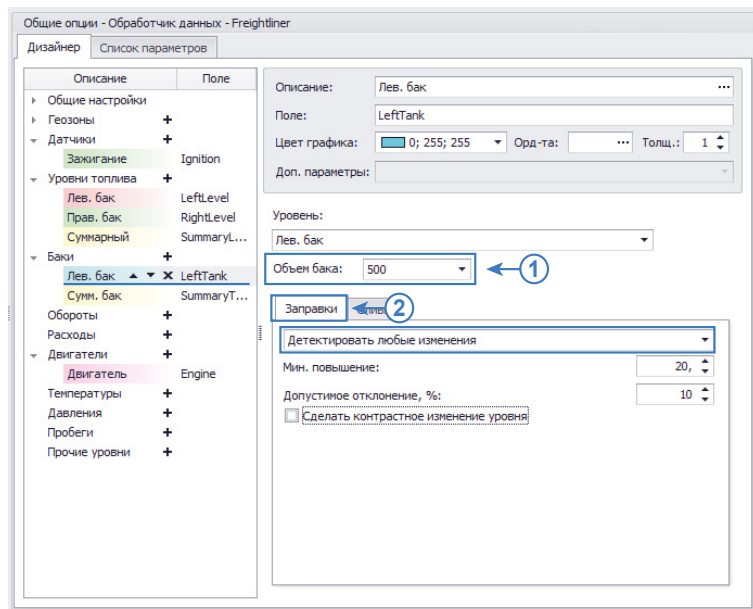 Общие опции - Обработчик данных - Freightliner
Дизайнер Список параметров
Описание Поле
Общие настройки
Геозоны +
Датчики +
Зажигание Ignition
Уровни топлива +
Лев. бак LeftLevel
Прав. бак RightLevel
Суммарный SummaryL...
Баки +
Лев. бак LeftTank
Сумм. бак SummaryT...
Обороты +
Расходы +
Двигатели +
Двигатель Engine
Температуры +
Давления +
Пробеги +
Прочие уровни +
Описание: Лев. бак ...
Поле: LeftTank
Цвет графика: 0; 255; 255 Орд-та: ... Толщ.: 1
Доп. параметры:
Уровень:
Лев. бак
Объем бака: 500 1
Заправки 2
Детектировать любые изменения
Мин. повышение: 20,
Допустимое отклонение, %: 10
Сделать контрастное изменение уровня